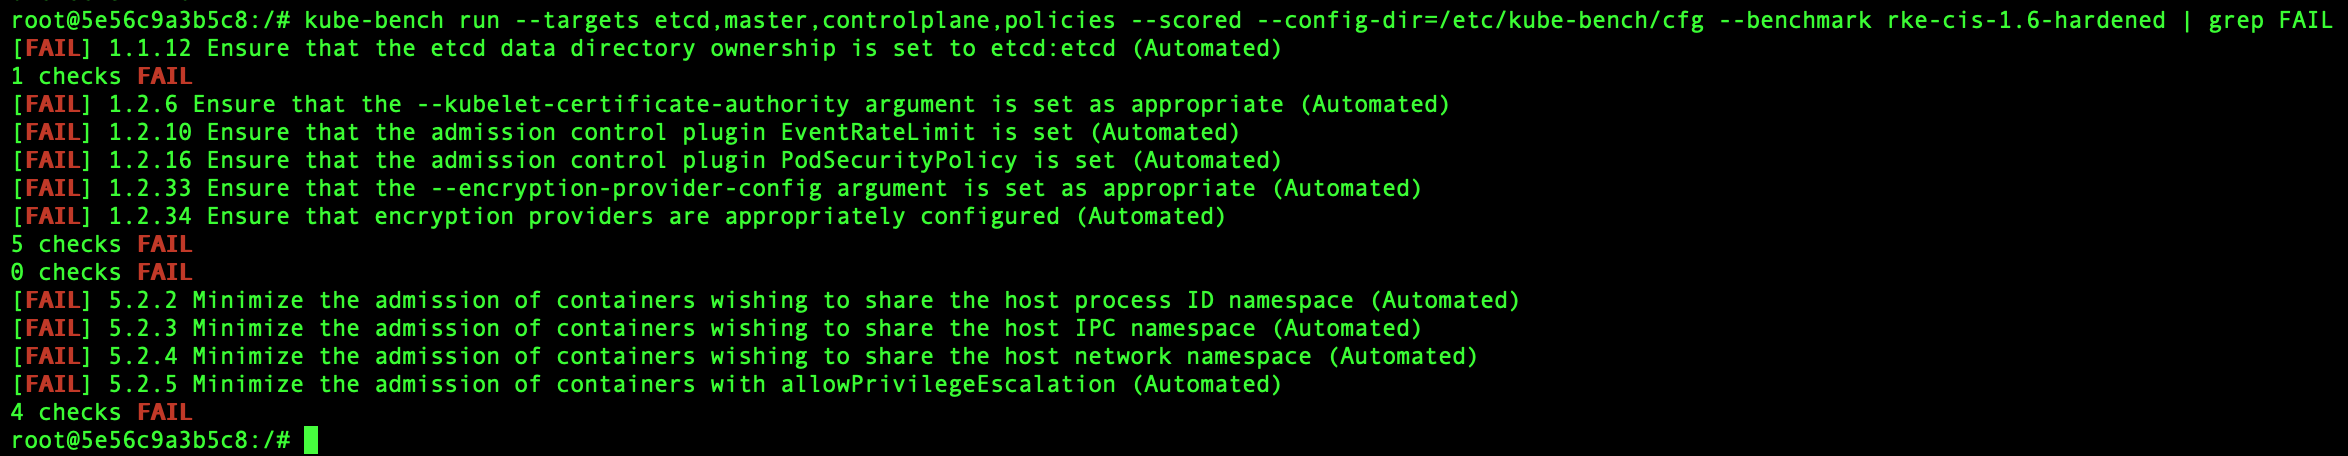 root@5e56c9a3b5c8:/# kube-bench run --targets etcd,master,controlplane,policies --scored --config-dir=/etc/kube-bench/cfg --benchmark rke-cis-1.6-hardened | grep FAIL
[FAIL] 1.1.12 Ensure that the etcd data directory ownership is set to etcd:etcd (Automated)
1 checks FAIL
[FAIL] 1.2.6 Ensure that the --kubelet-certificate-authority argument is set as appropriate (Automated)
[FAIL] 1.2.10 Ensure that the admission control plugin EventRateLimit is set (Automated)
[FAIL] 1.2.16 Ensure that the admission control plugin PodSecurityPolicy is set (Automated)
[FAIL] 1.2.33 Ensure that the --encryption-provider-config argument is set as appropriate (Automated)
[FAIL] 1.2.34 Ensure that encryption providers are appropriately configured (Automated)
5 checks FAIL
0 checks FAIL
[FAIL] 5.2.2 Minimize the admission of containers wishing to share the host process ID namespace (Automated)
[FAIL] 5.2.3 Minimize the admission of containers wishing to share the host IPC namespace (Automated)
[FAIL] 5.2.4 Minimize the admission of containers wishing to share the host network namespace (Automated)
[FAIL] 5.2.5 Minimize the admission of containers with allowPrivilegeEscalation (Automated)
4 checks FAIL
root@5e56c9a3b5c8:/#